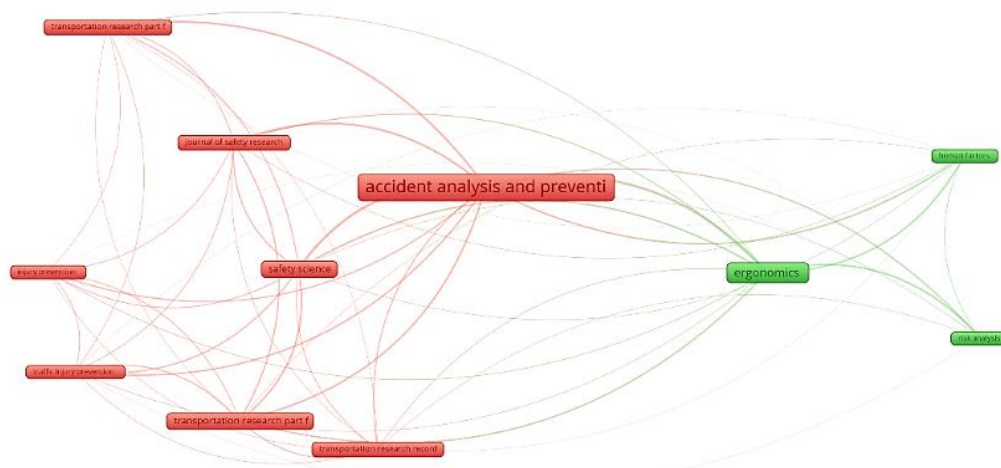 transportation research part f
journal of safety research
human factors
accident analysis and preventi
injury prevention
safety science
ergonomics
risk analysis
traffic injury prevention
transportation research part f
transportation research record